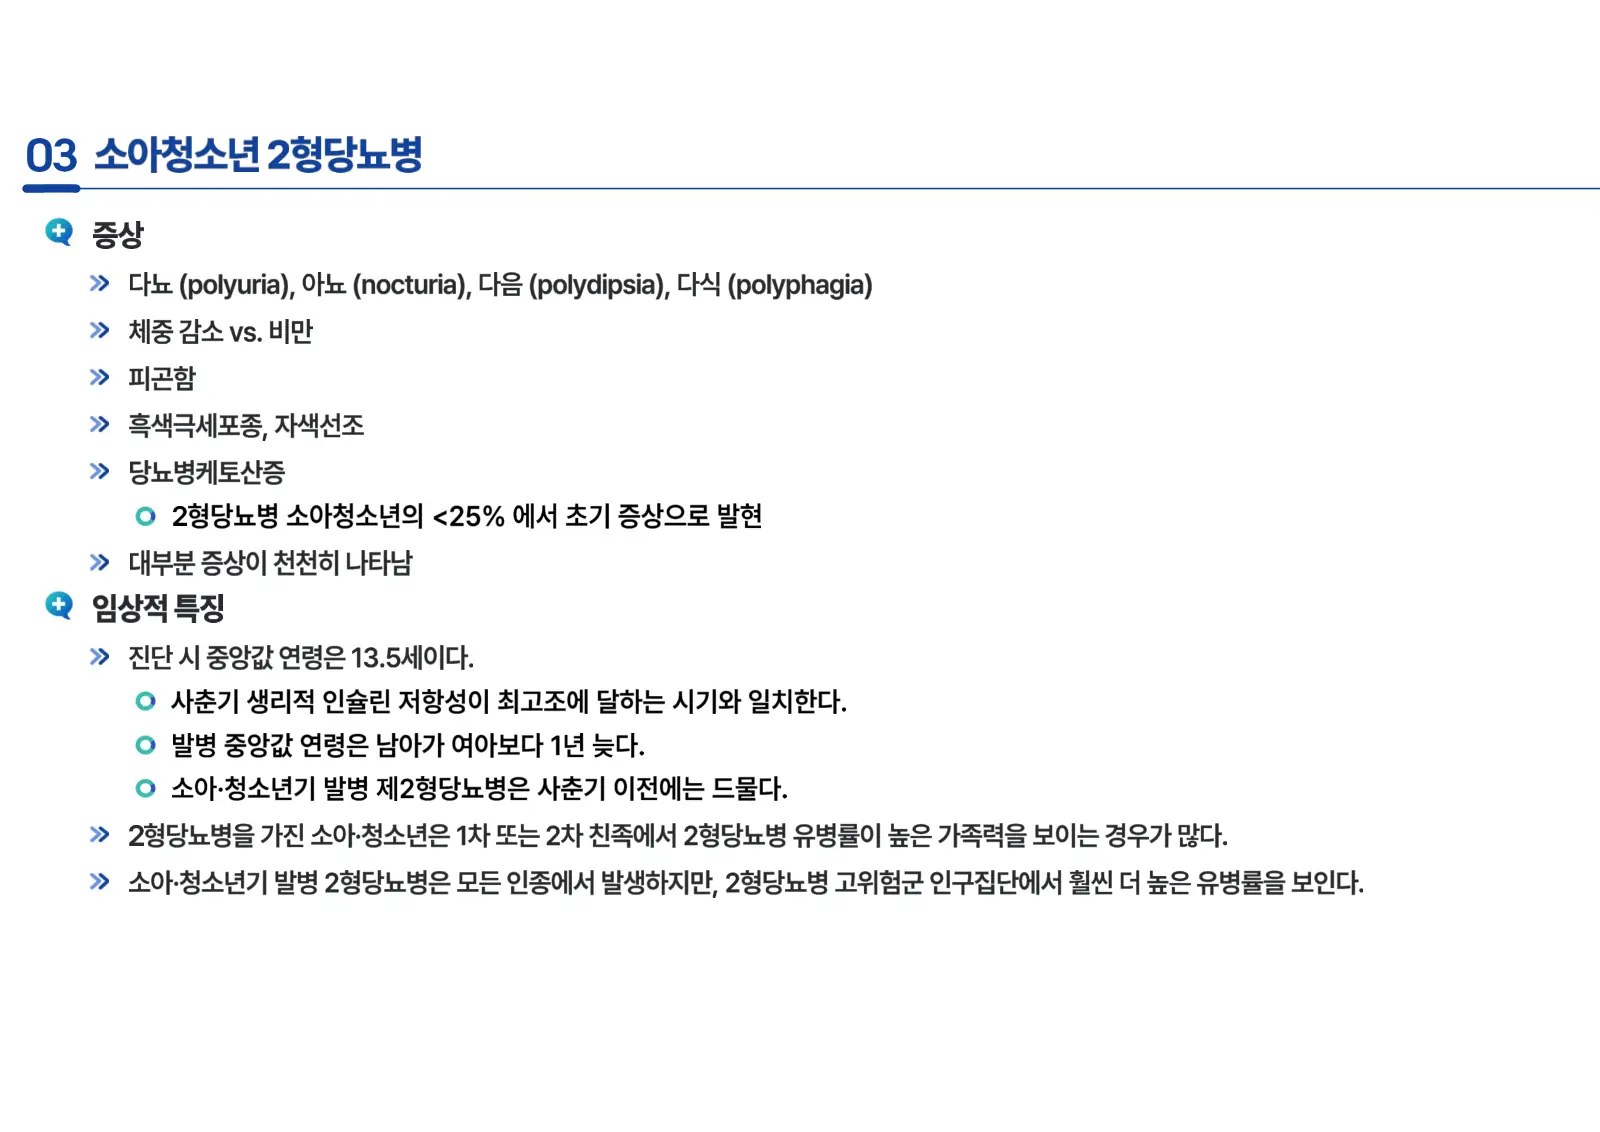 03 소아청소년 2형당뇨병
증상
다뇨 (polyuria), 야뇨 (nocturia), 다음 (polydipsia), 다식 (polyphagia)
체중 감소 vs. 비만
피곤함
흑색극세포종, 자색선조
당뇨병케토산증
2형당뇨병 소아청소년의 <25% 에서 초기 증상으로 발현
대부분 증상이 천천히 나타남
임상적 특징
진단 시 중앙값 연령은 13.5세이다.
사춘기 생리적 인슐린 저항성이 최고조에 달하는 시기와 일치한다.
발병 중앙값 연령은 남아가 여아보다 1년 늦다.
소아·청소년기 발병 제2형당뇨병은 사춘기 이전에는 드물다.
2형당뇨병을 가진 소아·청소년은 1차 또는 2차 친족에서 2형당뇨병 유병률이 높은 가족력을 보이는 경우가 많다.
소아·청소년기 발병 2형당뇨병은 모든 인종에서 발생하지만, 2형당뇨병 고위험군 인구집단에서 훨씬 더 높은 유병률을 보인다.